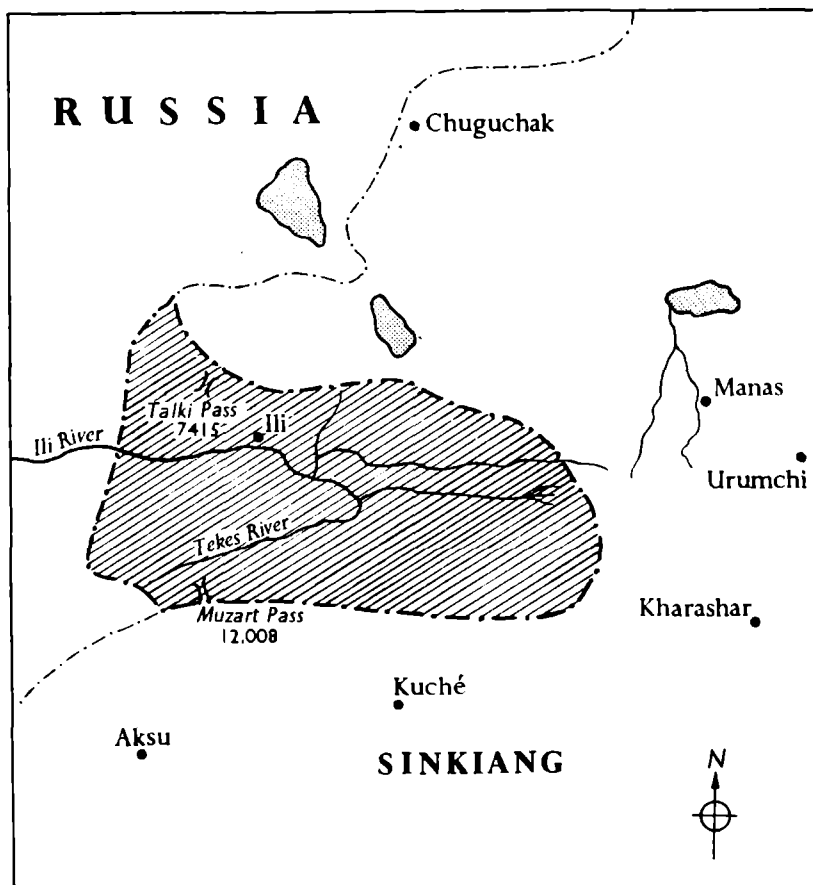 RUSSIA
Chuguchak
Talki Pass
7415
Ili
Manas
Ili River
Urumchi
Tekes River
Muzart Pass
12,008
Kharashar
Kuché
Aksu
SINKIANG
N